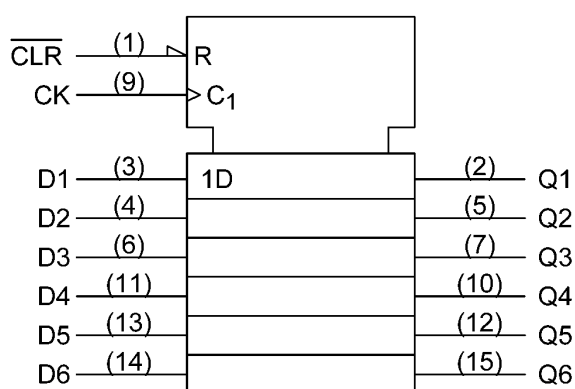 C̅L̅R̅ (1) R
CK (9) C₁
D1 (3) 1D (2) Q1
D2 (4) (5) Q2
D3 (6) (7) Q3
D4 (11) (10) Q4
D5 (13) (12) Q5
D6 (14) (15) Q6